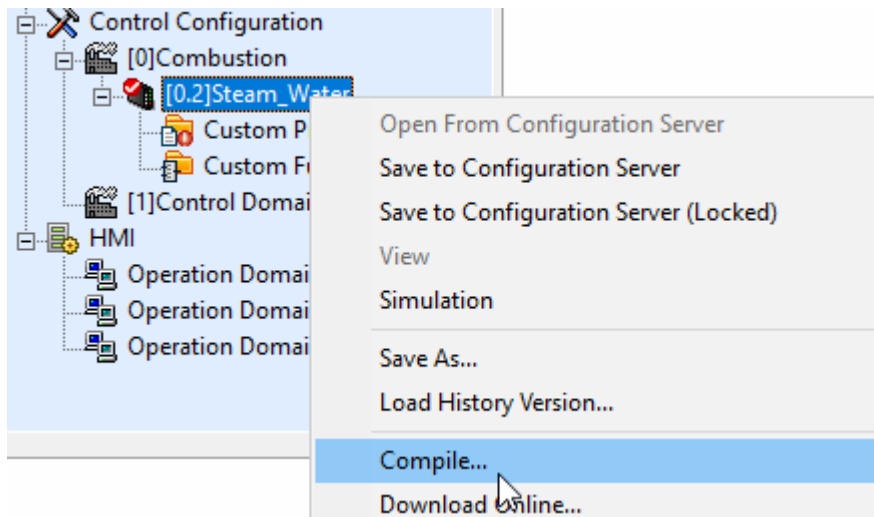 Control Configuration
[0]Combustion
[0.2]Steam_Water
Custom P
Custom F
[1]Control Domai
HMI
Operation Domai
Operation Domai
Operation Domai
Open From Configuration Server
Save to Configuration Server
Save to Configuration Server (Locked)
View
Simulation
Save As...
Load History Version...
Compile...
Download Online...